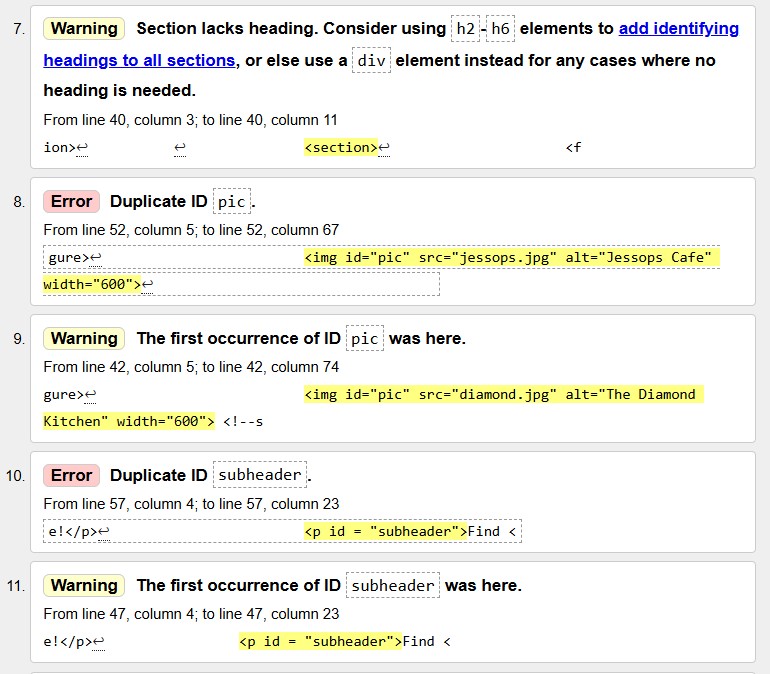 7. Warning Section lacks heading. Consider using h2-h6 elements to add identifying
headings to all sections, or else use a div element instead for any cases where no
heading is needed.
From line 40, column 3; to line 40, column 11
ion>↩ ↩ <section>↩ <f
8. Error Duplicate ID pic.
From line 52, column 5; to line 52, column 67
gure>↩ <img id="pic" src="jessops.jpg" alt="Jessops Cafe"
width="600">↩
9. Warning The first occurrence of ID pic was here.
From line 42, column 5; to line 42, column 74
gure>↩ <img id="pic" src="diamond.jpg" alt="The Diamond
Kitchen" width="600"> <!--s
10. Error Duplicate ID subheader.
From line 57, column 4; to line 57, column 23
e!</p>↩ <p id = "subheader">Find <
11. Warning The first occurrence of ID subheader was here.
From line 47, column 4; to line 47, column 23
e!</p>↩ <p id = "subheader">Find <